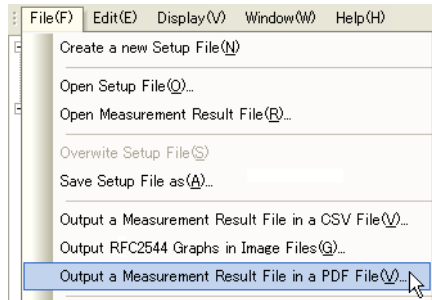 File(F) Edit(E) Display(V) Window(W) Help(H)
Create a new Setup File(N)
Open Setup File(O)...
Open Measurement Result File(R)...
Overwite Setup File(S)
Save Setup File as(A)...
Output a Measurement Result File in a CSV File(V)...
Output RFC2544 Graphs in Image Files(G)...
Output a Measurement Result File in a PDF File(V)...